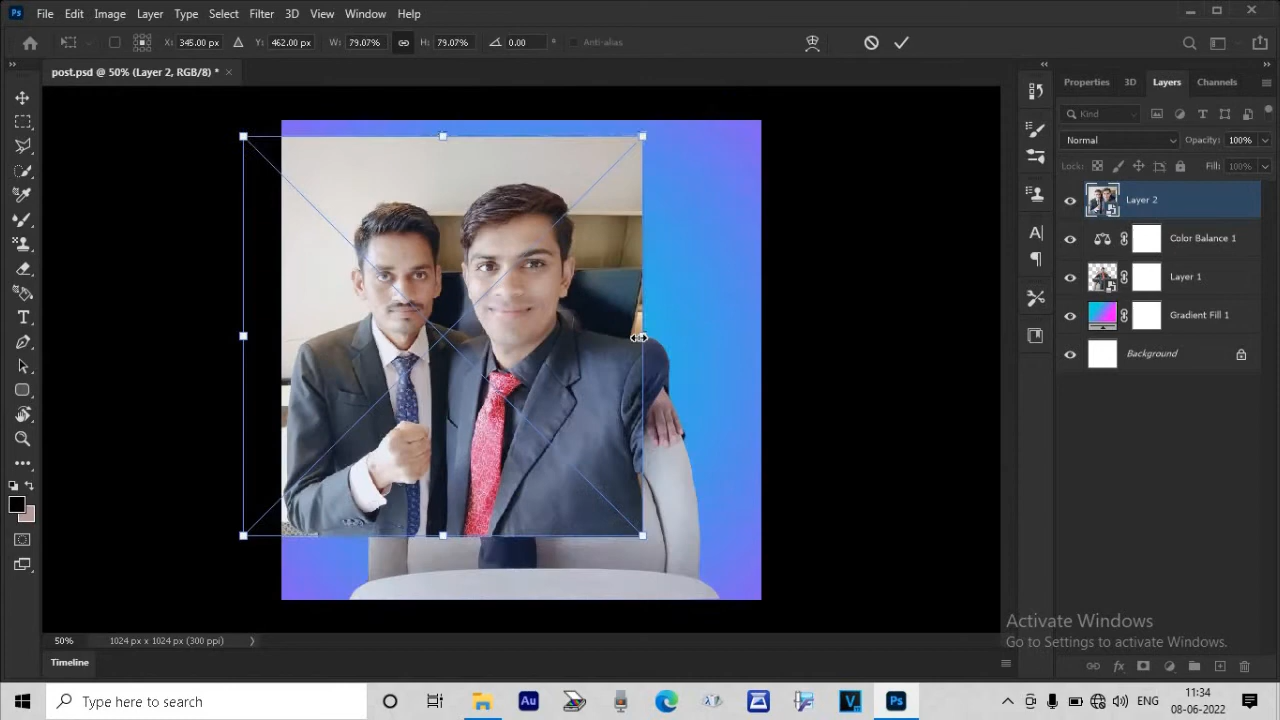 Ps File Edit Image Layer Type Select Filter 3D View Window Help
X: 345.00 px Y: 462.00 px W: 79.07% H: 79.07% 0.00 ° Anti-alias
post.psd @ 50% (Layer 2, RGB/8) * ×
Properties 3D Layers Channels
Kind
Normal Opacity: 100%
Lock: Fill: 100%
Layer 2
Color Balance 1
Layer 1
Gradient Fill 1
Background
50% 1024 px x 1024 px (300 ppi)
Timeline
Activate Windows
Go to Settings to activate Windows.
Type here to search
Au
V
Ps
ENG
11:34
08-06-2022